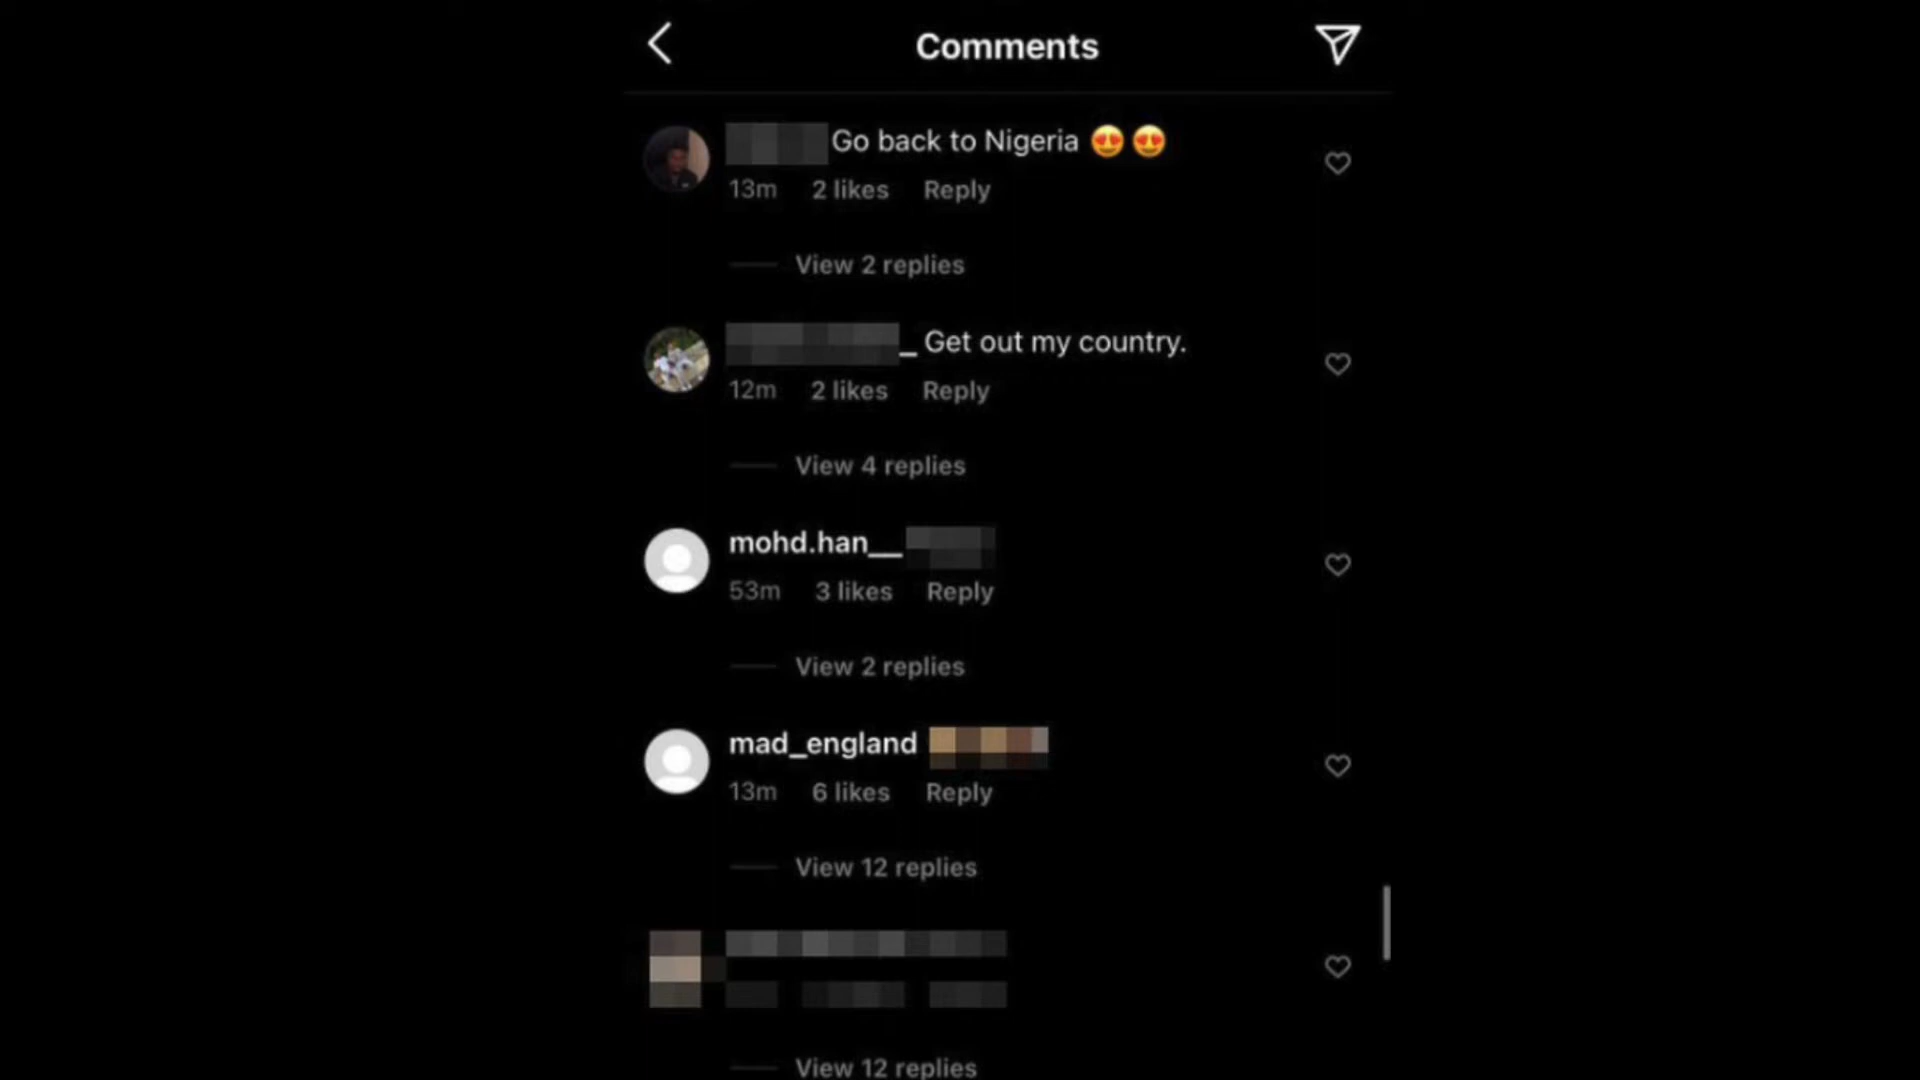 Comments
Go back to Nigeria 😍😍
13m 2 likes Reply
View 2 replies
_ Get out my country.
12m 2 likes Reply
View 4 replies
mohd.han__
53m 3 likes Reply
View 2 replies
mad_england
13m 6 likes Reply
View 12 replies
View 12 replies